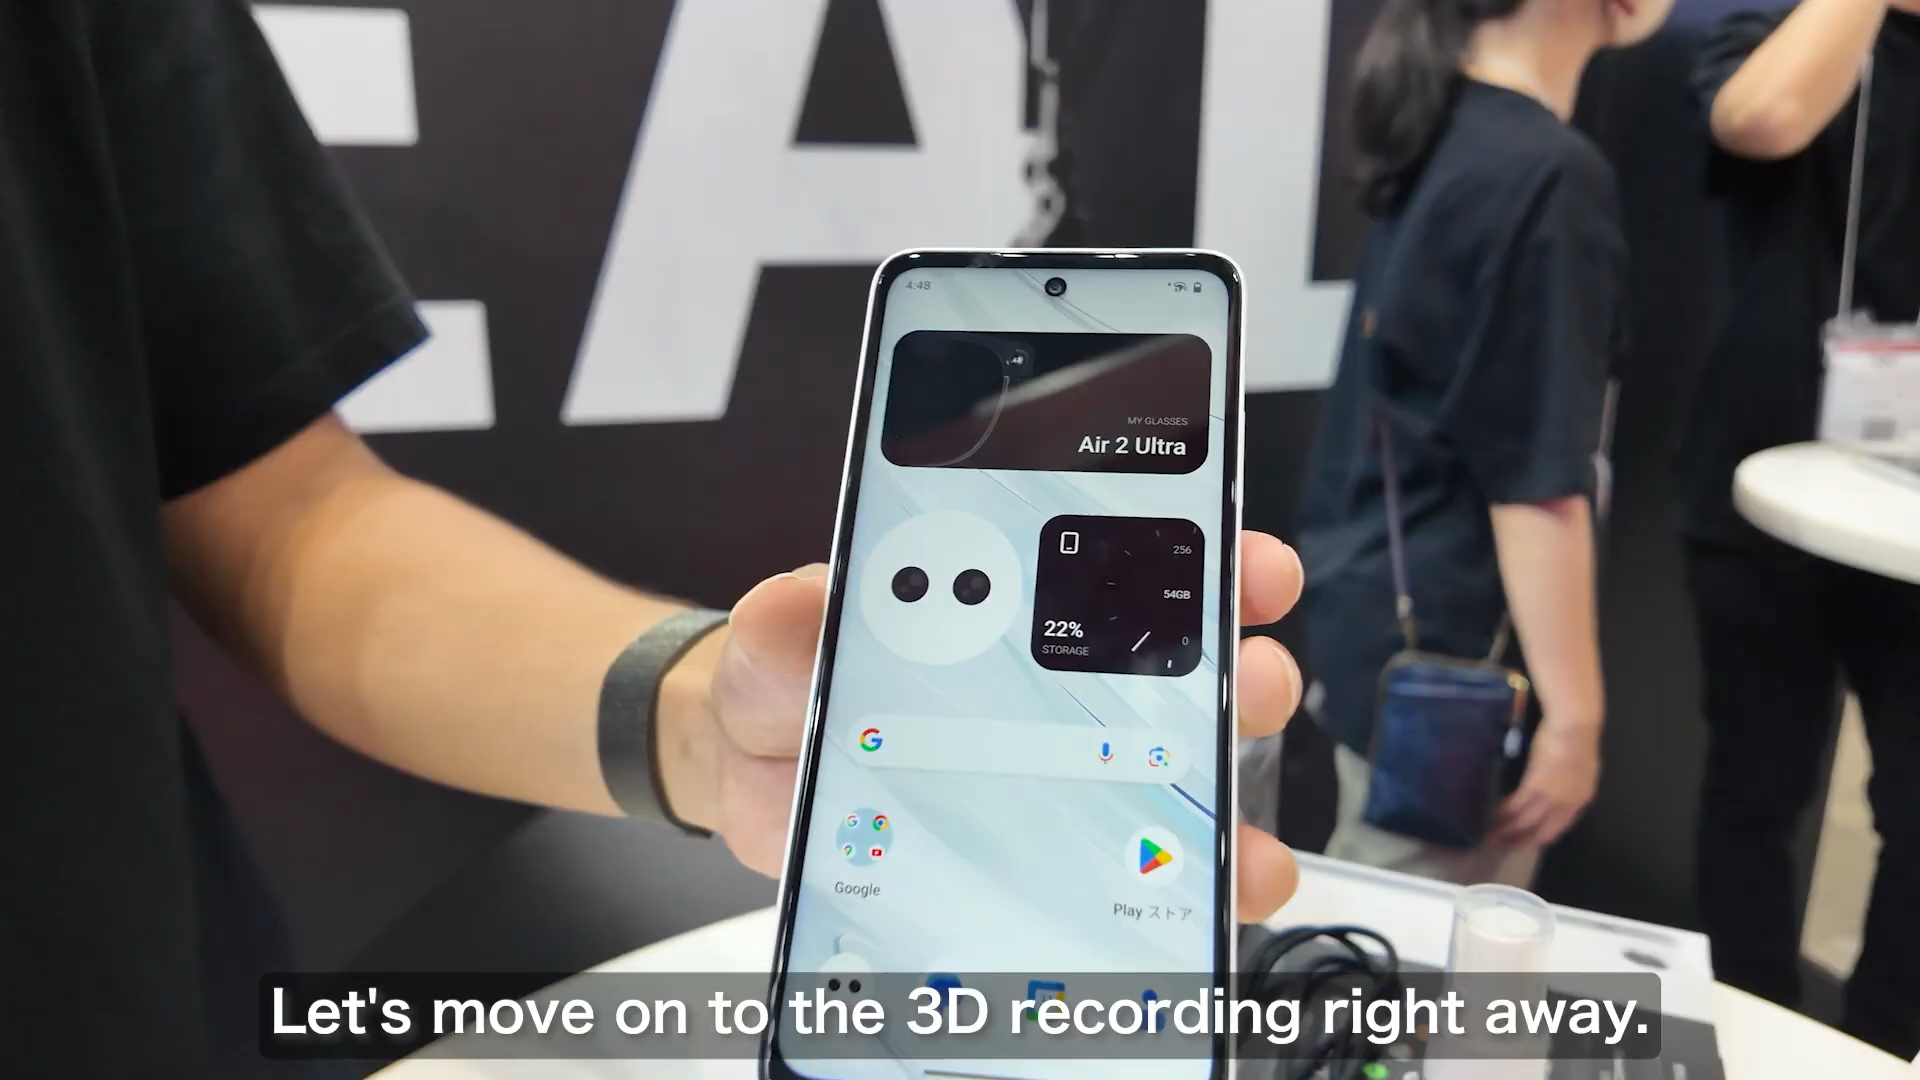 EAL
4:48
MY GLASSES
Air 2 Ultra
256
54GB
22%
0
STORAGE
G
Google
Play ストア
Let's move on to the 3D recording right away.